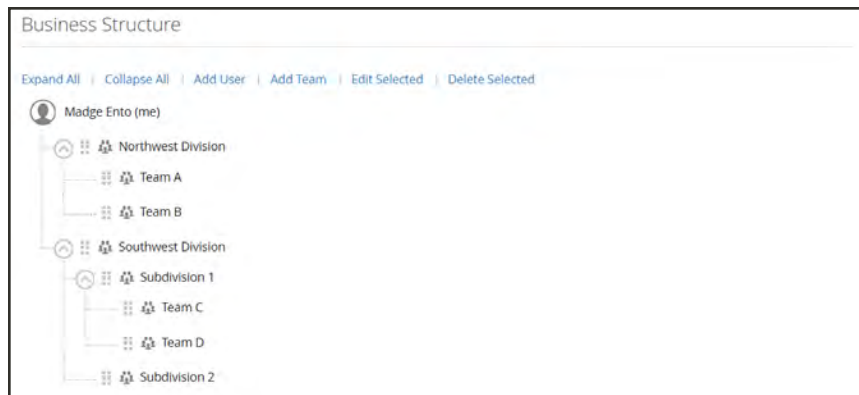 Business Structure
Expand All | Collapse All | Add User | Add Team | Edit Selected | Delete Selected
Madge Ento (me)
Northwest Division
Team A
Team B
Southwest Division
Subdivision 1
Team C
Team D
Subdivision 2